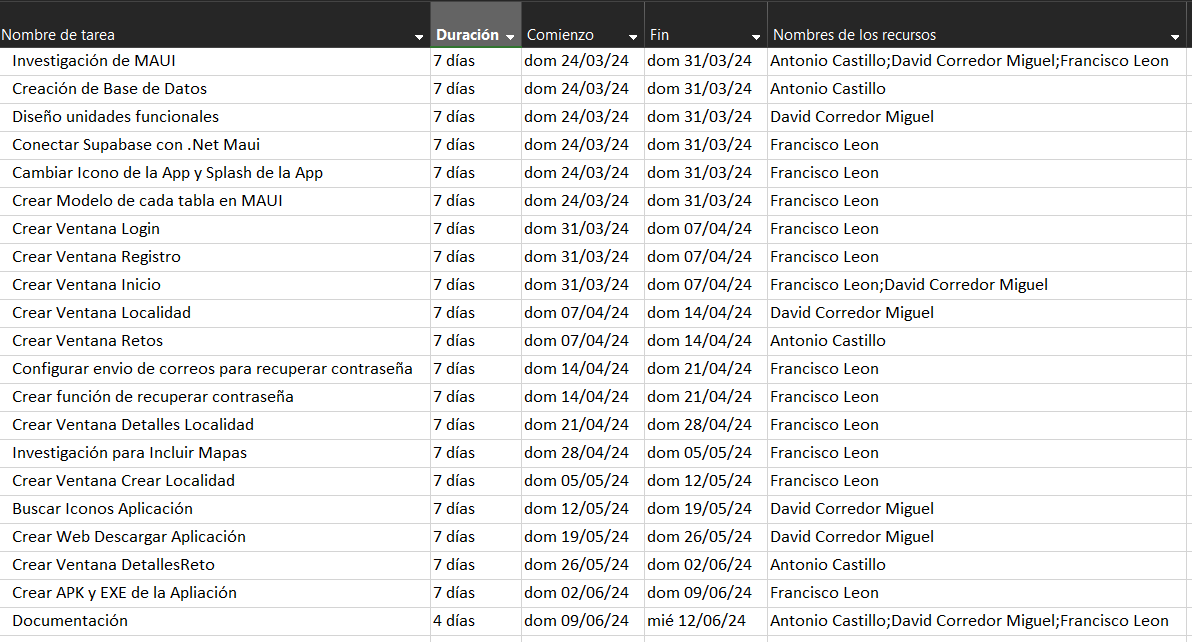 Nombre de tarea Duración Comienzo Fin Nombres de los recursos
Investigación de MAUI 7 días dom 24/03/24 dom 31/03/24 Antonio Castillo;David Corredor Miguel;Francisco Leon
Creación de Base de Datos 7 días dom 24/03/24 dom 31/03/24 Antonio Castillo
Diseño unidades funcionales 7 días dom 24/03/24 dom 31/03/24 David Corredor Miguel
Conectar Supabase con .Net Maui 7 días dom 24/03/24 dom 31/03/24 Francisco Leon
Cambiar Icono de la App y Splash de la App 7 días dom 24/03/24 dom 31/03/24 Francisco Leon
Crear Modelo de cada tabla en MAUI 7 días dom 24/03/24 dom 31/03/24 Francisco Leon
Crear Ventana Login 7 días dom 31/03/24 dom 07/04/24 Francisco Leon
Crear Ventana Registro 7 días dom 31/03/24 dom 07/04/24 Francisco Leon
Crear Ventana Inicio 7 días dom 31/03/24 dom 07/04/24 Francisco Leon;David Corredor Miguel
Crear Ventana Localidad 7 días dom 07/04/24 dom 14/04/24 David Corredor Miguel
Crear Ventana Retos 7 días dom 07/04/24 dom 14/04/24 Antonio Castillo
Configurar envio de correos para recuperar contraseña 7 días dom 14/04/24 dom 21/04/24 Francisco Leon
Crear función de recuperar contraseña 7 días dom 14/04/24 dom 21/04/24 Francisco Leon
Crear Ventana Detalles Localidad 7 días dom 21/04/24 dom 28/04/24 Francisco Leon
Investigación para Incluir Mapas 7 días dom 28/04/24 dom 05/05/24 Francisco Leon
Crear Ventana Crear Localidad 7 días dom 05/05/24 dom 12/05/24 Francisco Leon
Buscar Iconos Aplicación 7 días dom 12/05/24 dom 19/05/24 David Corredor Miguel
Crear Web Descargar Aplicación 7 días dom 19/05/24 dom 26/05/24 David Corredor Miguel
Crear Ventana DetallesReto 7 días dom 26/05/24 dom 02/06/24 Antonio Castillo
Crear APK y EXE de la Apliación 7 días dom 02/06/24 dom 09/06/24 Francisco Leon
Documentación 4 días dom 09/06/24 mié 12/06/24 Antonio Castillo;David Corredor Miguel;Francisco Leon